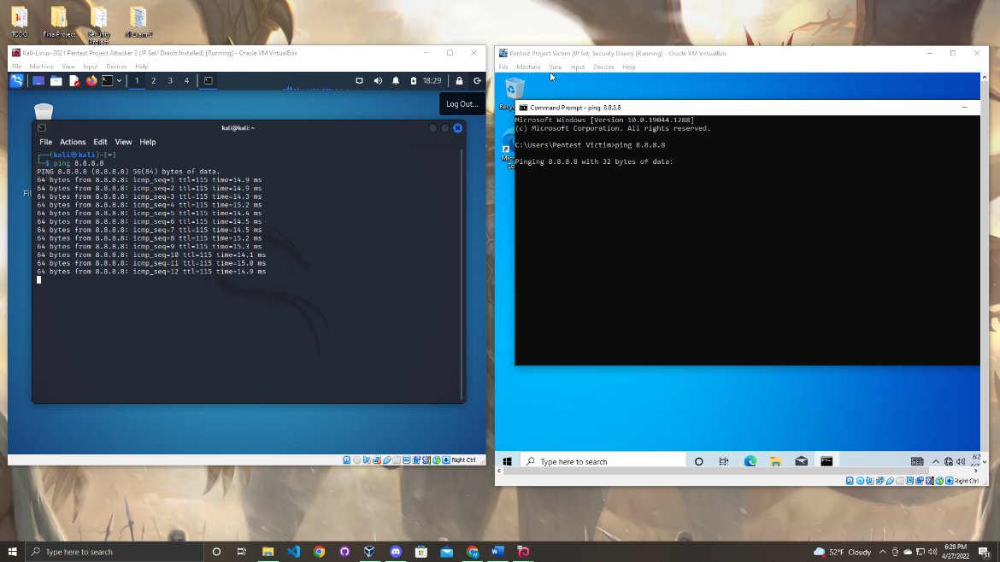 TODO
Final Project
Security Project
Kali-Linux-2021 Pentest Project Attacker 2 (IP Set/ Dradis Installed) [Running] - Oracle VM VirtualBox
File Machine View Input Devices Help
1 2 3 4
18:29
Log Out...
kali@kali: ~
File Actions Edit View Help
(kali㉿kali)-[~]
$ ping 8.8.8.8
PING 8.8.8.8 (8.8.8.8) 56(84) bytes of data.
64 bytes from 8.8.8.8: icmp_seq=1 ttl=115 time=14.9 ms
64 bytes from 8.8.8.8: icmp_seq=2 ttl=115 time=14.9 ms
64 bytes from 8.8.8.8: icmp_seq=3 ttl=115 time=14.3 ms
64 bytes from 8.8.8.8: icmp_seq=4 ttl=115 time=15.2 ms
64 bytes from 8.8.8.8: icmp_seq=5 ttl=115 time=14.4 ms
64 bytes from 8.8.8.8: icmp_seq=6 ttl=115 time=14.5 ms
64 bytes from 8.8.8.8: icmp_seq=7 ttl=115 time=14.5 ms
64 bytes from 8.8.8.8: icmp_seq=8 ttl=115 time=15.2 ms
64 bytes from 8.8.8.8: icmp_seq=9 ttl=115 time=15.3 ms
64 bytes from 8.8.8.8: icmp_seq=10 ttl=115 time=14.1 ms
64 bytes from 8.8.8.8: icmp_seq=11 ttl=115 time=15.0 ms
64 bytes from 8.8.8.8: icmp_seq=12 ttl=115 time=14.9 ms
Right Ctrl
Pentest Project Victim (IP Set, Security Down) [Running] - Oracle VM VirtualBox
File Machine View Input Devices Help
Command Prompt - ping 8.8.8.8
Microsoft Windows [Version 10.0.19044.1288]
(c) Microsoft Corporation. All rights reserved.
C:\Users\Pentest Victim>ping 8.8.8.8
Pinging 8.8.8.8 with 32 bytes of data:
Type here to search
6:2
Right Ctrl
Type here to search
52°F Cloudy
6:29 PM
4/27/2022
31